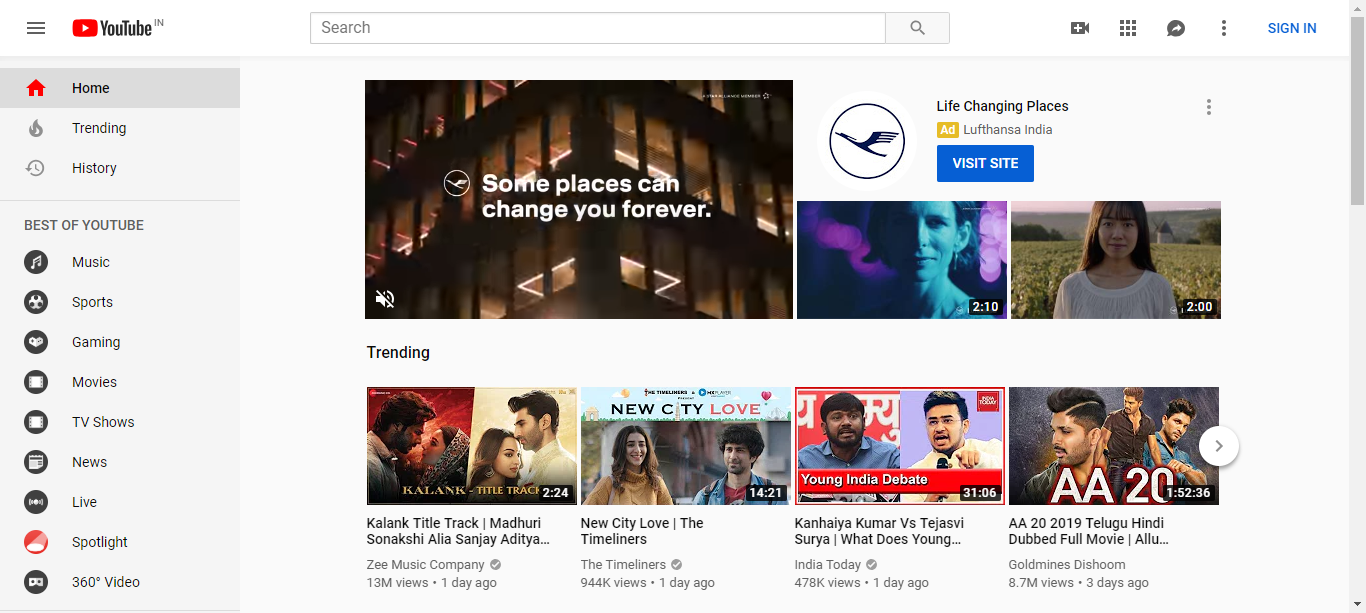 YouTube IN
Search
SIGN IN
Home
Trending
History
BEST OF YOUTUBE
Music
Sports
Gaming
Movies
TV Shows
News
Live
Spotlight
360° Video
A STAR ALLIANCE MEMBER
Some places can
change you forever.
Life Changing Places
Ad Lufthansa India
VISIT SITE
2:10
2:00
Trending
KALANK - TITLE TRACK
2:24
THE TIMELINERS
MXPLAYER
NEW CITY LOVE
14:21
INDIA TODAY
Young India Debate
31:06
AA 20
1:52:36
Kalank Title Track | Madhuri
Sonakshi Alia Sanjay Aditya...
Zee Music Company
13M views • 1 day ago
New City Love | The
Timeliners
The Timeliners
944K views • 1 day ago
Kanhaiya Kumar Vs Tejasvi
Surya | What Does Young...
India Today
478K views • 1 day ago
AA 20 2019 Telugu Hindi
Dubbed Full Movie | Allu...
Goldmines Dishoom
8.7M views • 3 days ago